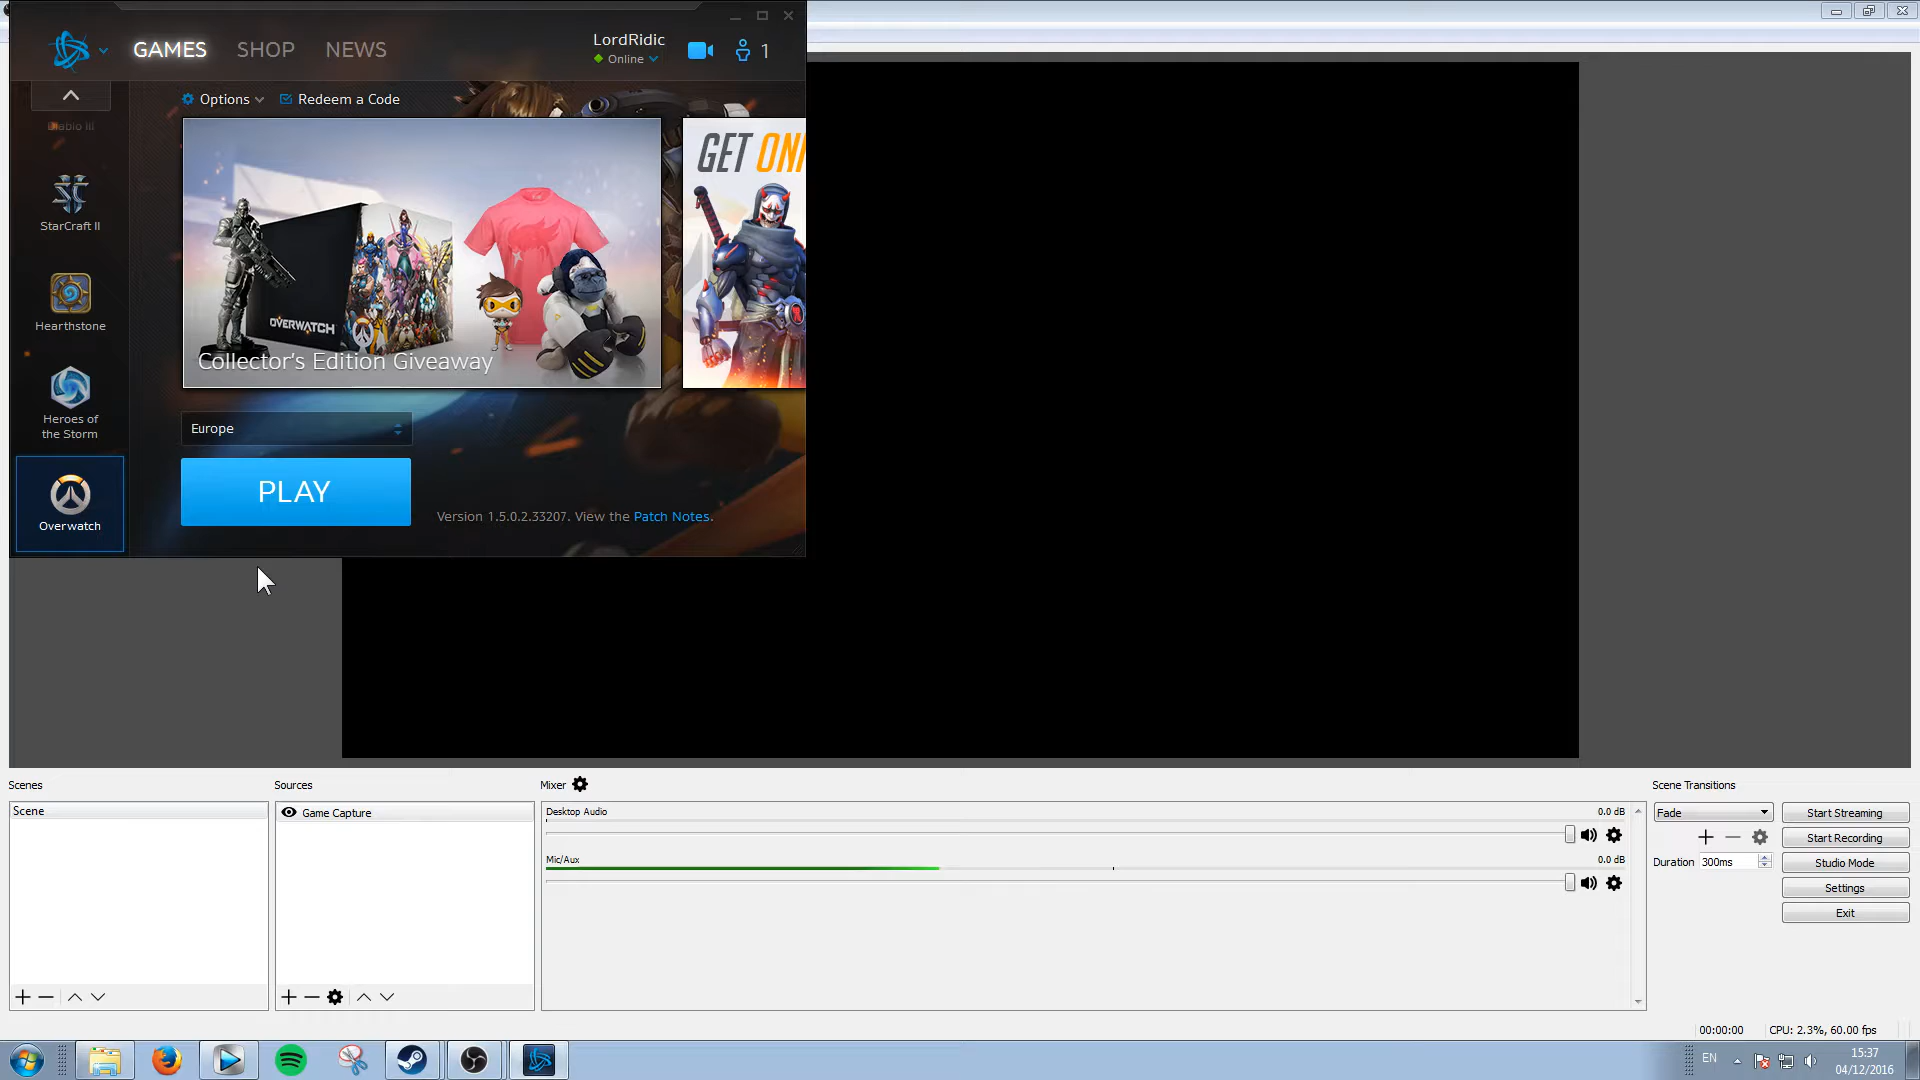 GAMES SHOP NEWS
LordRidic
Online
1
Options
Redeem a Code
Diablo III
StarCraft II
Hearthstone
Heroes of
the Storm
Overwatch
OVERWATCH
Collector's Edition Giveaway
GET
Europe
PLAY
Version 1.5.0.2.33207. View the Patch Notes.
Scenes
Scene
Sources
Game Capture
Mixer
Desktop Audio 0.0 dB
Mic/Aux 0.0 dB
Scene Transitions
Fade
Duration 300ms
Start Streaming
Start Recording
Studio Mode
Settings
Exit
00:00:00 CPU: 2.3%, 60.00 fps
EN
15:37
04/12/2016